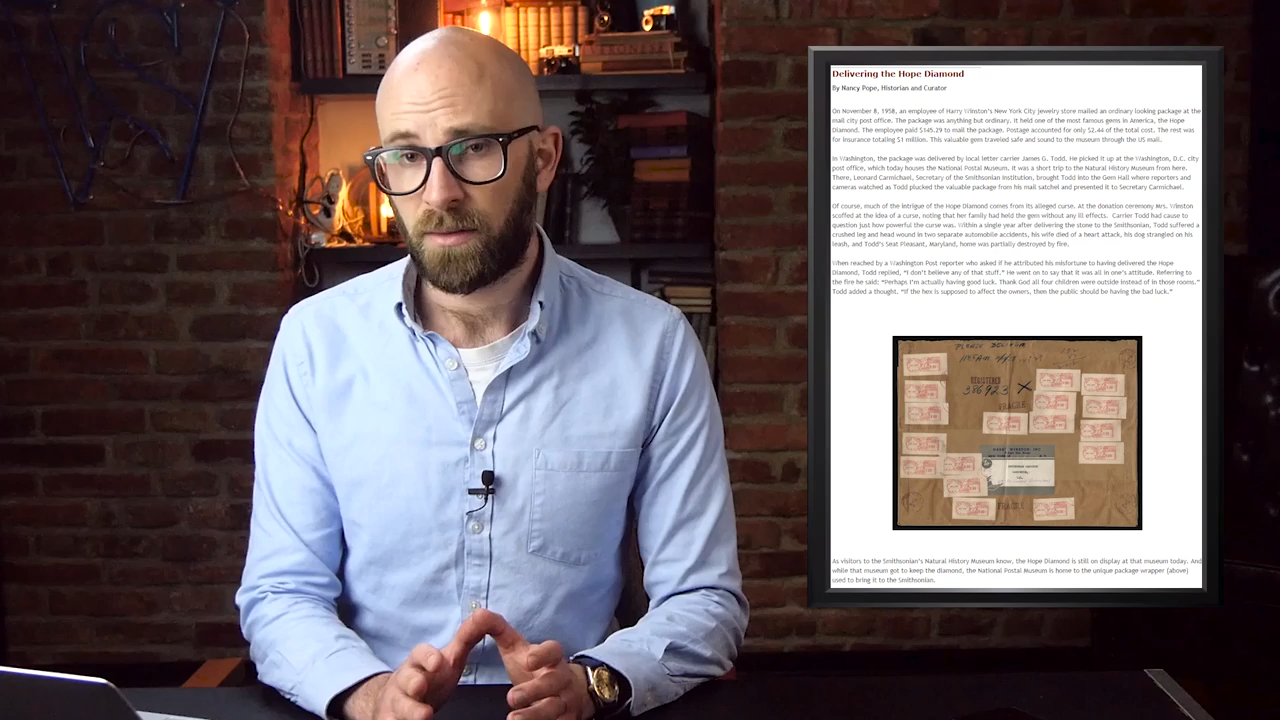 Delivering the Hope Diamond
By Nancy Pope, Historian and Curator
On November 8, 1958, an employee of Harry Winston's New York City jewelry store mailed an ordinary looking package at the
mail city post office. The package was anything but ordinary. It held one of the most famous gems in America, the Hope
Diamond. The employee paid $145.29 to mail the package. Postage accounted for only $2.44 of the total cost. The rest was
for insurance totaling $1 million. This valuable gem traveled safe and sound to the museum through the US mail.
In Washington, the package was delivered by local letter carrier James G. Todd. He picked it up at the Washington, D.C. city
post office, which today houses the National Postal Museum. It was a short trip to the Natural History Museum from here.
There, Leonard Carmichael, Secretary of the Smithsonian Institution, brought Todd into the Gem Hall where reporters and
cameras watched as Todd plucked the valuable package from his mail satchel and presented it to Secretary Carmichael.
Of course, much of the intrigue of the Hope Diamond comes from its alleged curse. At the donation ceremony Mrs. Winston
scoffed at the idea of a curse, noting that her family had held the gem without any ill effects. Carrier Todd had cause to
question just how powerful the curse was. Within a single year after delivering the stone to the Smithsonian, Todd suffered a
crushed leg and head wound in two separate automobile accidents, his wife died of a heart attack, his dog strangled on his
leash, and Todd's Seat Pleasant, Maryland, home was partially destroyed by fire.
When reached by a Washington Post reporter who asked if he attributed his misfortune to having delivered the Hope
Diamond, Todd replied, "I don't believe any of that stuff." He went on to say that it was all in one's attitude. Referring to
the fire he said: "Perhaps I'm actually having good luck. Thank God all four children were outside instead of in those rooms."
Todd added a thought. "If the hex is supposed to affect the owners, then the public should be having the bad luck."
REGISTERED
386923
FRAGILE
FRAGILE
As visitors to the Smithsonian's Natural History Museum know, the Hope Diamond is still on display at that museum today. And
while that museum got to keep the diamond, the National Postal Museum is home to the unique package wrapper (above)
used to bring it to the Smithsonian.